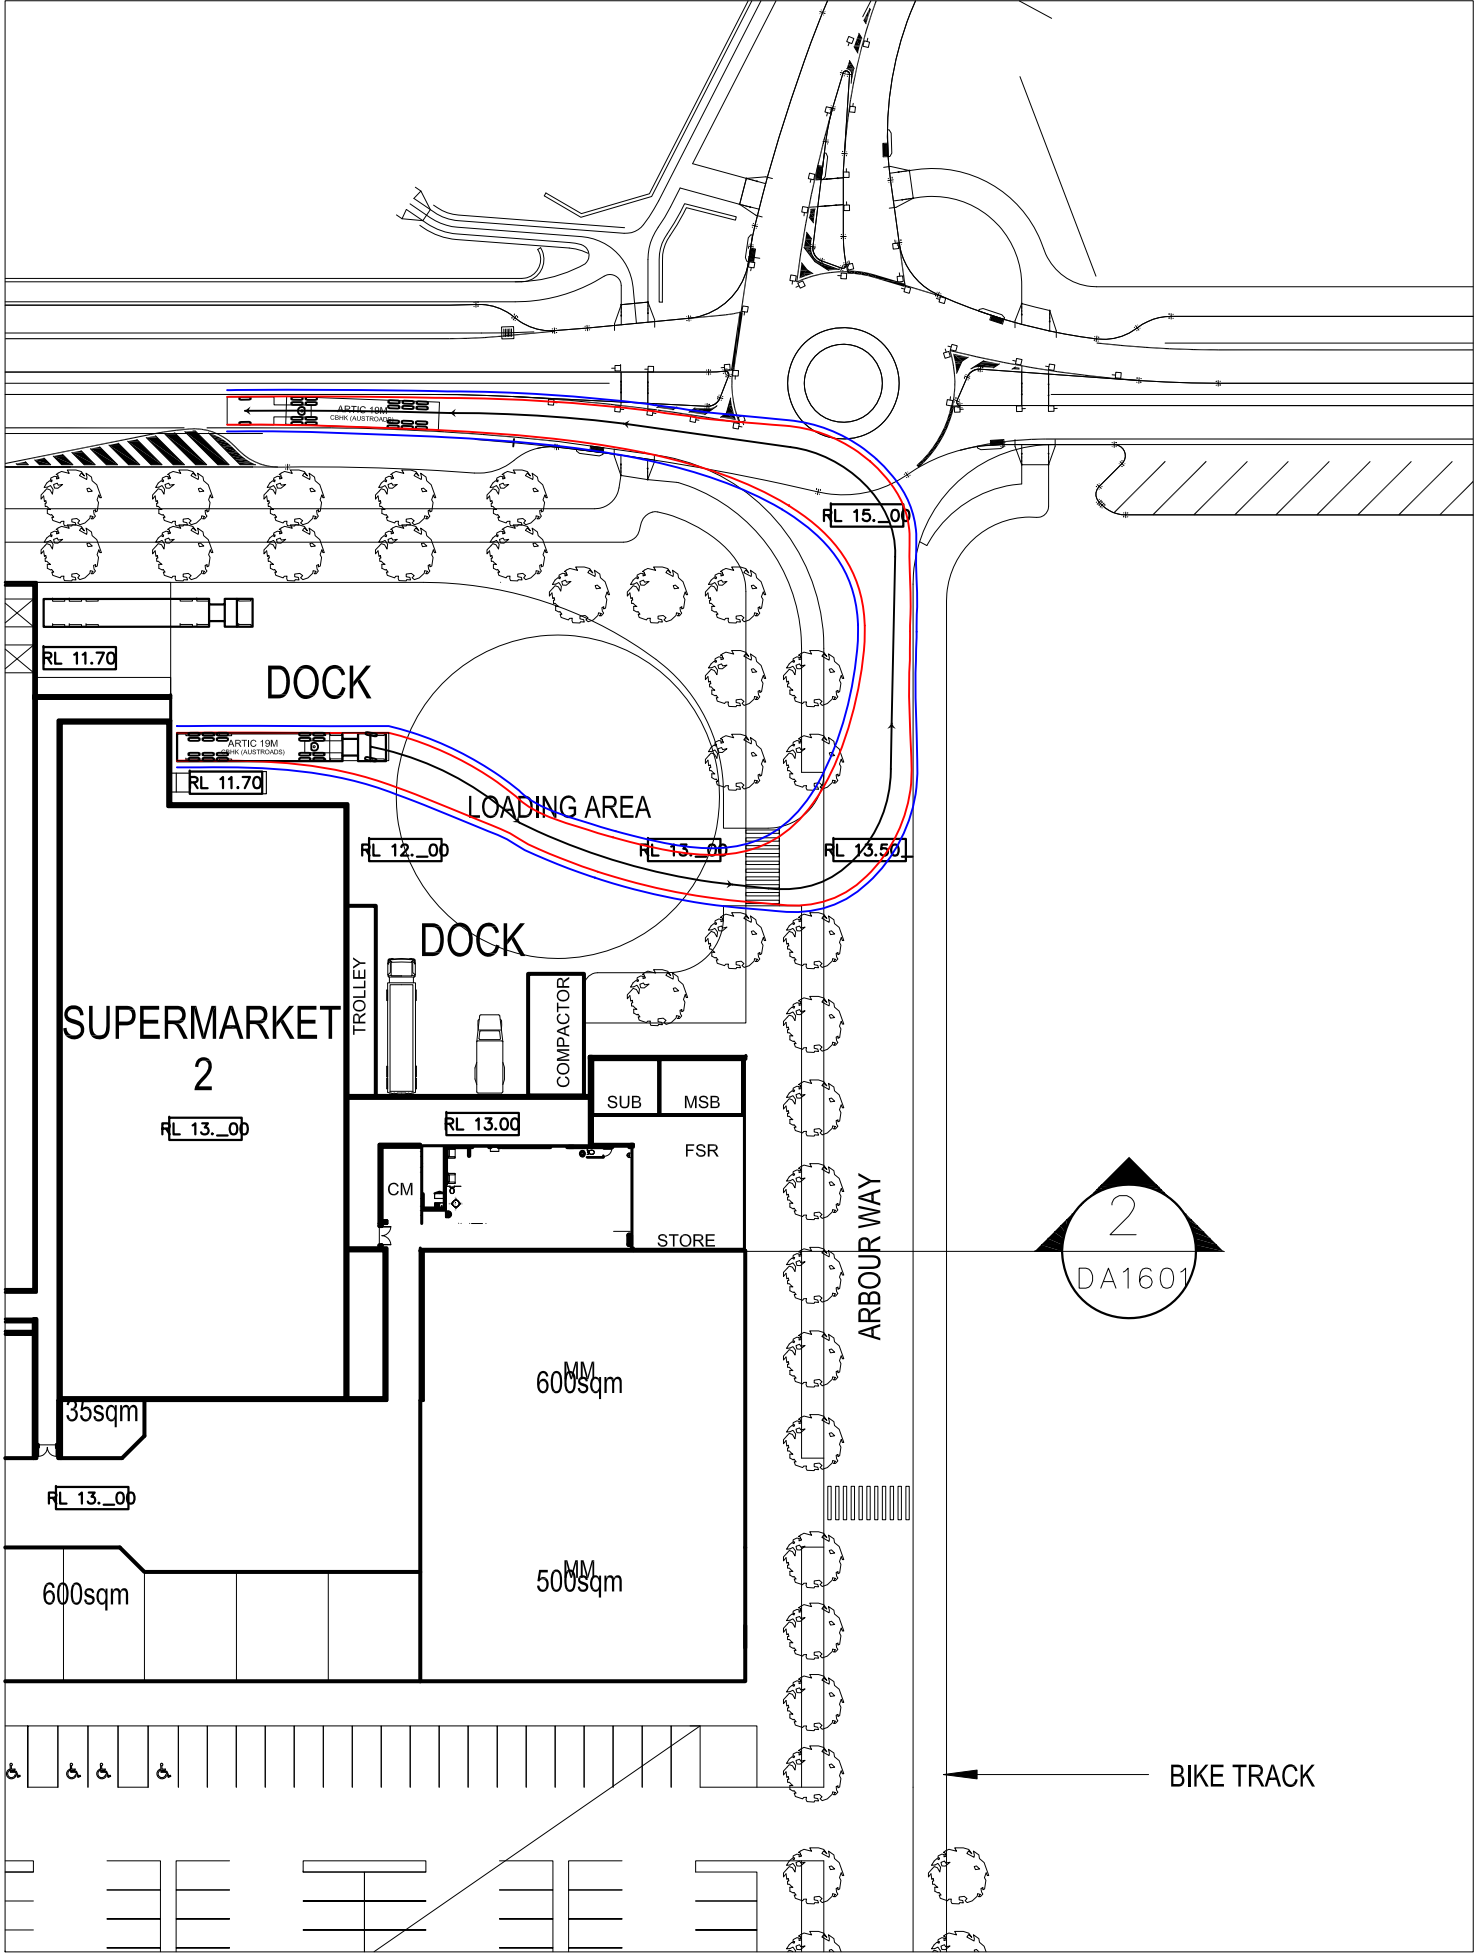 ARTIC 19M
CBHK (AUSTROADS)
RL 15._00
RL 11.70
DOCK
ARTIC 19M
CBHK (AUSTROADS)
RL 11.70
LOADING AREA
RL 12._00
RL 13._00
RL 13.50_
DOCK
TROLLEY
COMPACTOR
SUPERMARKET
2
RL 13._00
SUB
MSB
RL 13.00
FSR
CM
STORE
ARBOUR WAY
2
DA1601
MM
600sqm
35sqm
RL 13._00
MM
500sqm
600sqm
BIKE TRACK